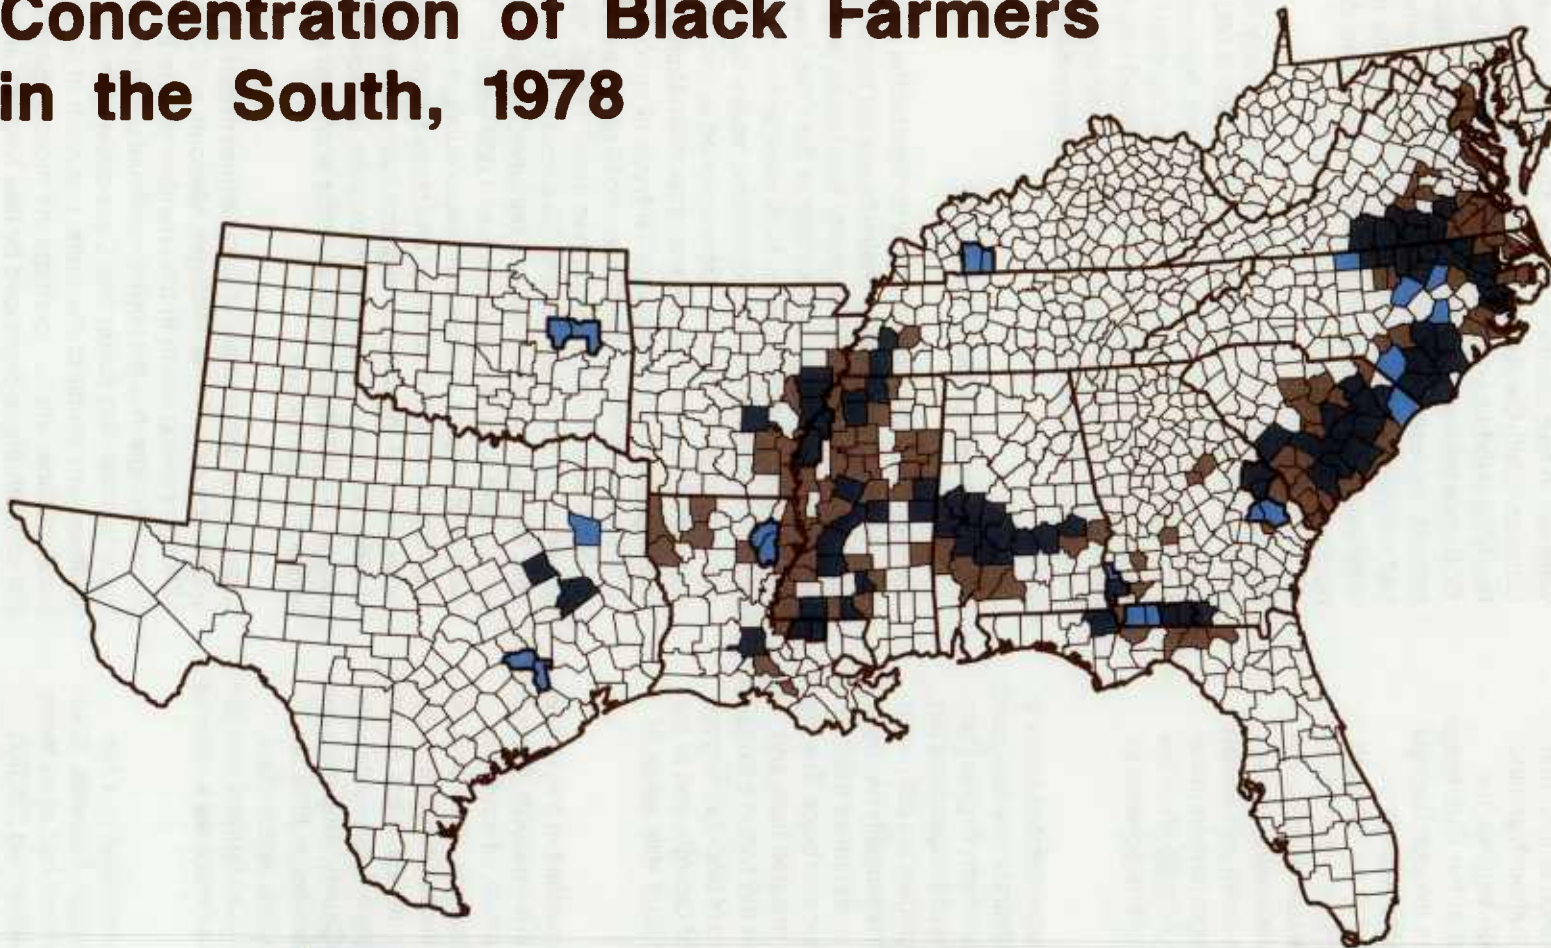 Concentration of Black Farmers
in the South, 1978